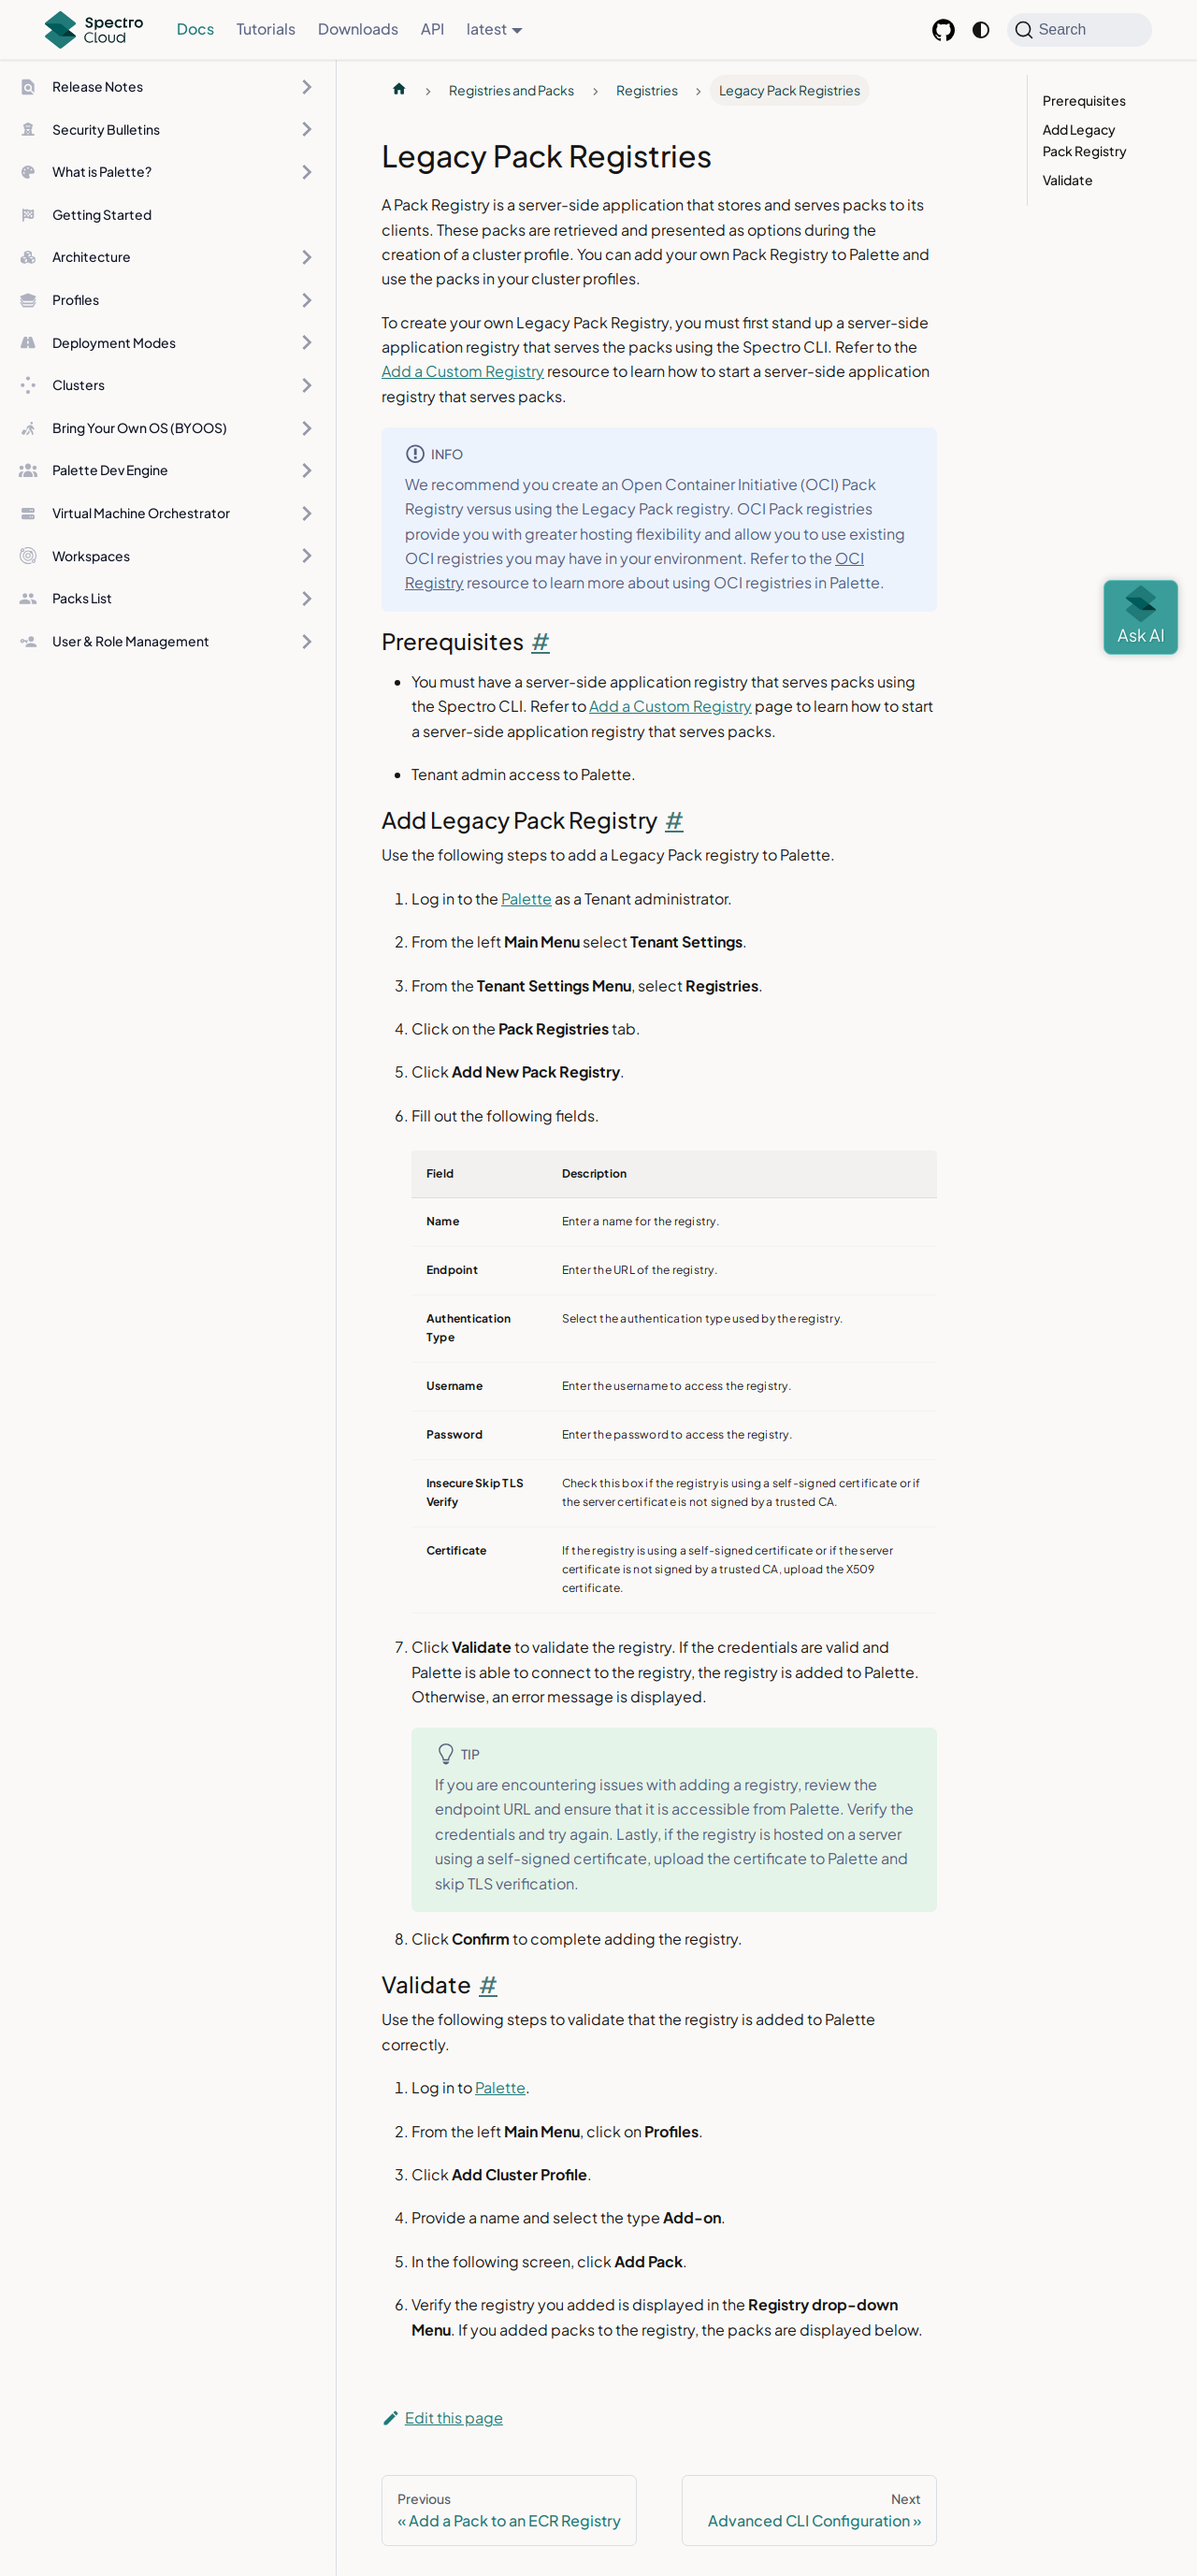 Spectro Cloud
Docs
Tutorials
Downloads
API
latest
Search
Release Notes
Security Bulletins
What is Palette?
Getting Started
Architecture
Profiles
Deployment Modes
Clusters
Bring Your Own OS (BYOOS)
Palette Dev Engine
Virtual Machine Orchestrator
Workspaces
Packs List
User & Role Management
Registries and Packs
Registries
Legacy Pack Registries
Legacy Pack Registries
A Pack Registry is a server-side application that stores and serves packs to its
clients. These packs are retrieved and presented as options during the
creation of a cluster profile. You can add your own Pack Registry to Palette and
use the packs in your cluster profiles.
To create your own Legacy Pack Registry, you must first stand up a server-side
application registry that serves the packs using the Spectro CLI. Refer to the
Add a Custom Registry resource to learn how to start a server-side application
registry that serves packs.
INFO
We recommend you create an Open Container Initiative (OCI) Pack
Registry versus using the Legacy Pack registry. OCI Pack registries
provide you with greater hosting flexibility and allow you to use existing
OCI registries you may have in your environment. Refer to the OCI
Registry resource to learn more about using OCI registries in Palette.
Prerequisites #
• You must have a server-side application registry that serves packs using
the Spectro CLI. Refer to Add a Custom Registry page to learn how to start
a server-side application registry that serves packs.
• Tenant admin access to Palette.
Add Legacy Pack Registry #
Use the following steps to add a Legacy Pack registry to Palette.
1. Log in to the Palette as a Tenant administrator.
2. From the left Main Menu select Tenant Settings.
3. From the Tenant Settings Menu, select Registries.
4. Click on the Pack Registries tab.
5. Click Add New Pack Registry.
6. Fill out the following fields.
Field Description
Name Enter a name for the registry.
Endpoint Enter the URL of the registry.
Authentication
Type
Select the authentication type used by the registry.
Username Enter the username to access the registry.
Password Enter the password to access the registry.
Insecure Skip TLS
Verify
Check this box if the registry is using a self-signed certificate or if
the server certificate is not signed by a trusted CA.
Certificate If the registry is using a self-signed certificate or if the server
certificate is not signed by a trusted CA, upload the X509
certificate.
7. Click Validate to validate the registry. If the credentials are valid and
Palette is able to connect to the registry, the registry is added to Palette.
Otherwise, an error message is displayed.
TIP
If you are encountering issues with adding a registry, review the
endpoint URL and ensure that it is accessible from Palette. Verify the
credentials and try again. Lastly, if the registry is hosted on a server
using a self-signed certificate, upload the certificate to Palette and
skip TLS verification.
8. Click Confirm to complete adding the registry.
Validate #
Use the following steps to validate that the registry is added to Palette
correctly.
1. Log in to Palette.
2. From the left Main Menu, click on Profiles.
3. Click Add Cluster Profile.
4. Provide a name and select the type Add-on.
5. In the following screen, click Add Pack.
6. Verify the registry you added is displayed in the Registry drop-down
Menu. If you added packs to the registry, the packs are displayed below.
Edit this page
Previous
« Add a Pack to an ECR Registry
Next
Advanced CLI Configuration »
Prerequisites
Add Legacy
Pack Registry
Validate
Ask AI